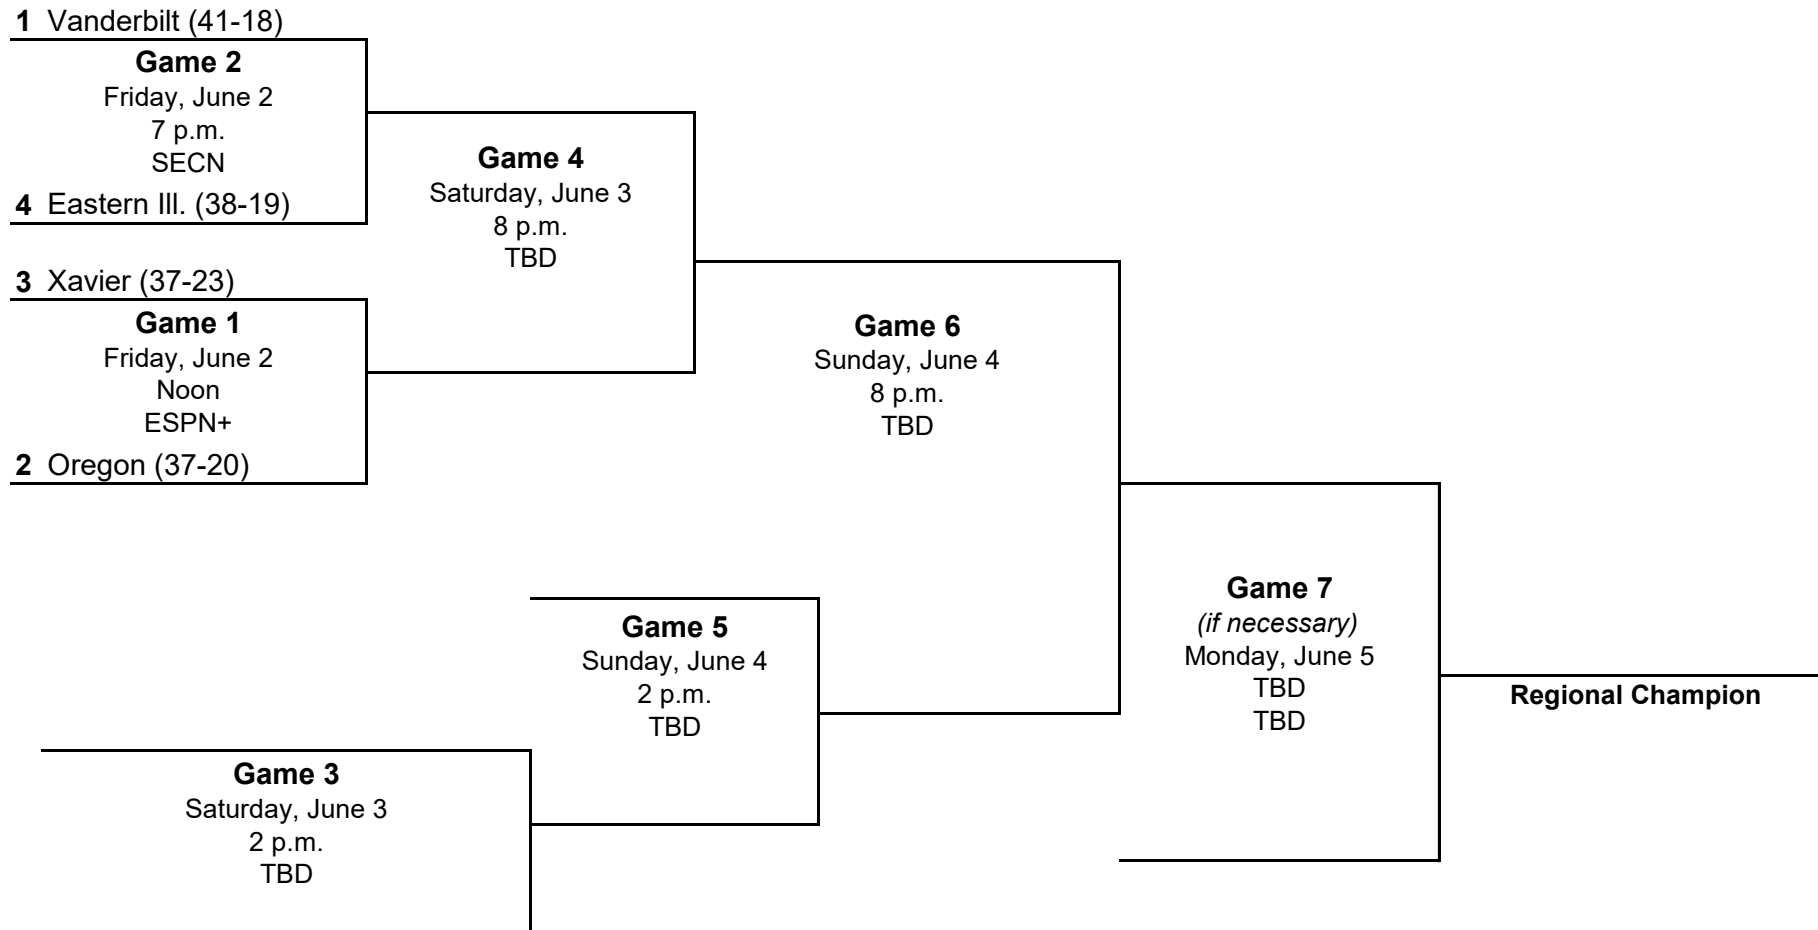 1 Vanderbilt (41-18)
Game 2
Friday, June 2
7 p.m.
SECN
4 Eastern Ill. (38-19)
3 Xavier (37-23)
Game 1
Friday, June 2
Noon
ESPN+
2 Oregon (37-20)
Game 4
Saturday, June 3
8 p.m.
TBD
Game 6
Sunday, June 4
8 p.m.
TBD
Game 5
Sunday, June 4
2 p.m.
TBD
Game 3
Saturday, June 3
2 p.m.
TBD
Game 7
(if necessary)
Monday, June 5
TBD
TBD
Regional Champion